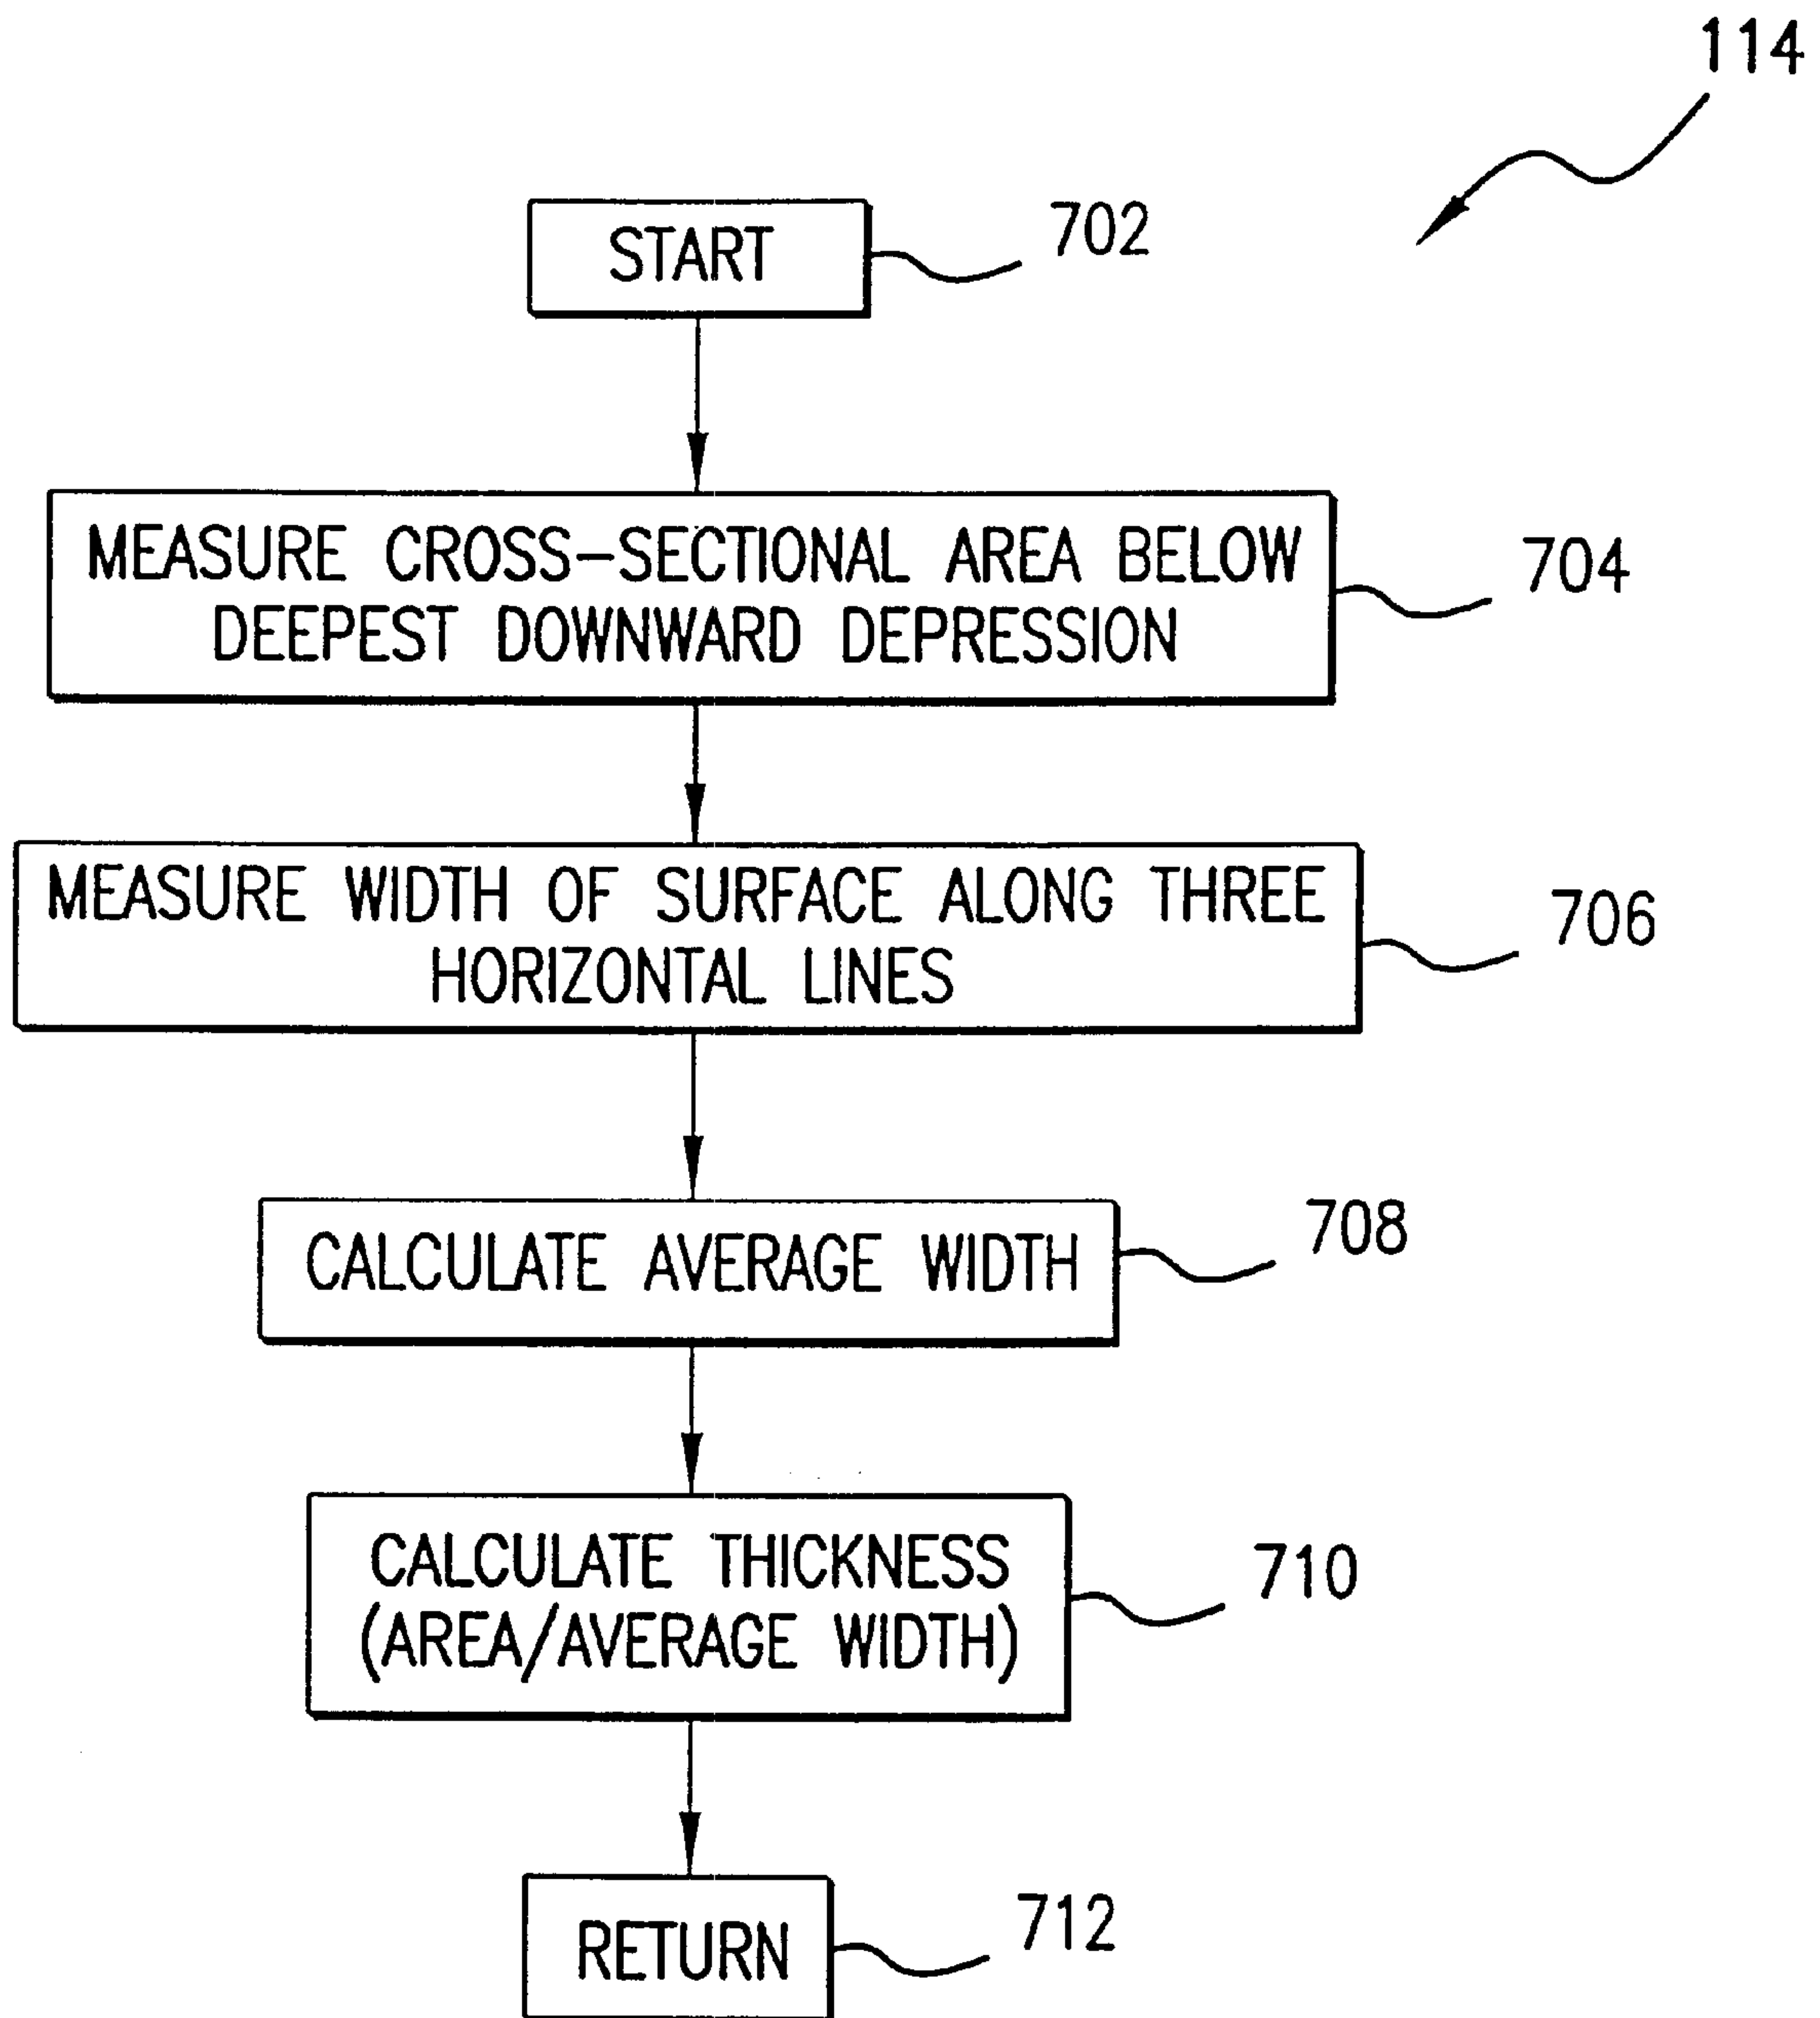 114
START
702
MEASURE CROSS-SECTIONAL AREA BELOW
DEEPEST DOWNWARD DEPRESSION
704
MEASURE WIDTH OF SURFACE ALONG THREE
HORIZONTAL LINES
706
CALCULATE AVERAGE WIDTH
708
CALCULATE THICKNESS
(AREA/AVERAGE WIDTH)
710
RETURN
712